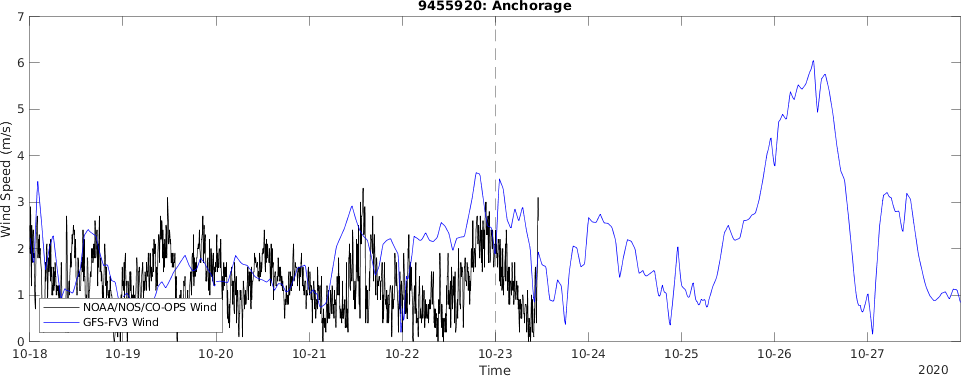 9455920: Anchorage
7
6
5
4
3
2
1
0
Wind Speed (m/s)
NOAA/NOS/CO-OPS Wind
GFS-FV3 Wind
10-18 10-19 10-20 10-21 10-22 10-23 10-24 10-25 10-26 10-27
Time
2020